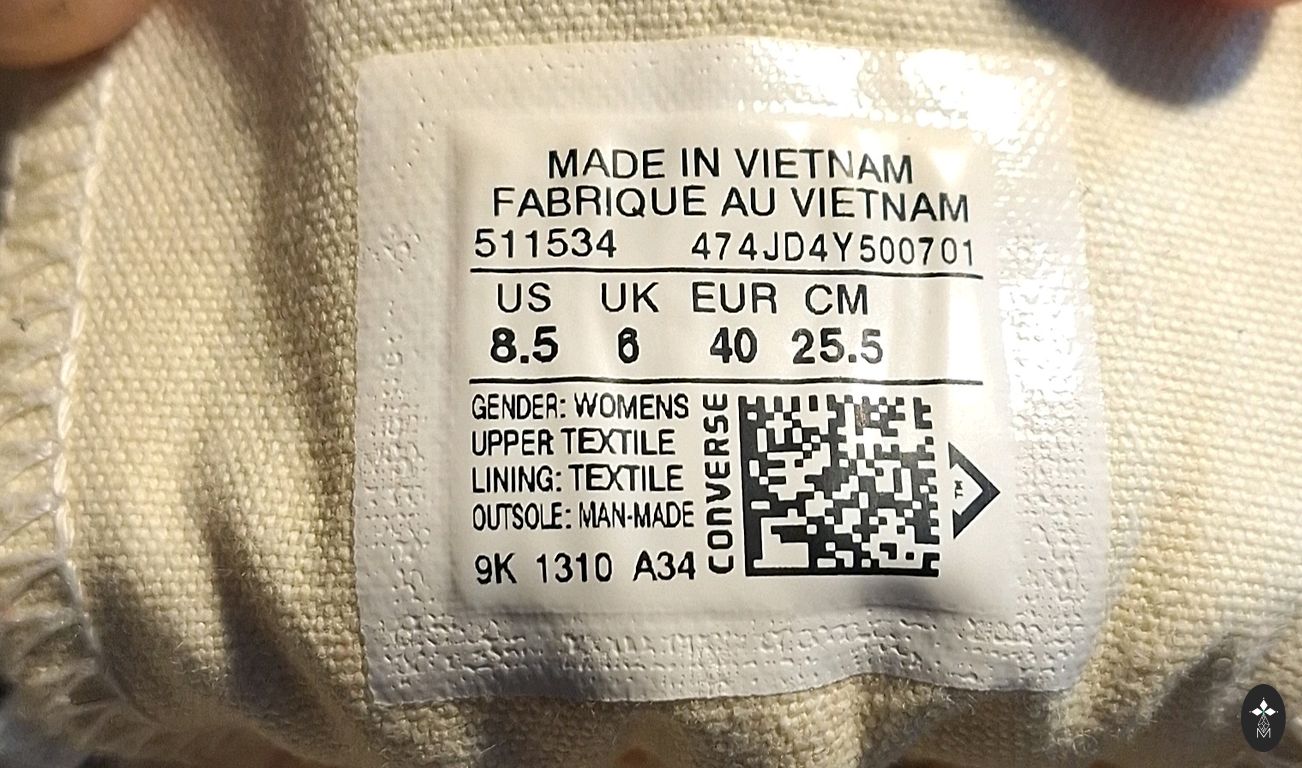 MADE IN VIETNAM
FABRIQUE AU VIETNAM
511534 474JD4Y500701
US UK EUR CM
8.5 6 40 25.5
GENDER: WOMENS
UPPER TEXTILE
LINING: TEXTILE
OUTSOLE: MAN-MADE
9K 1310 A34
CONVERSE
TM
M